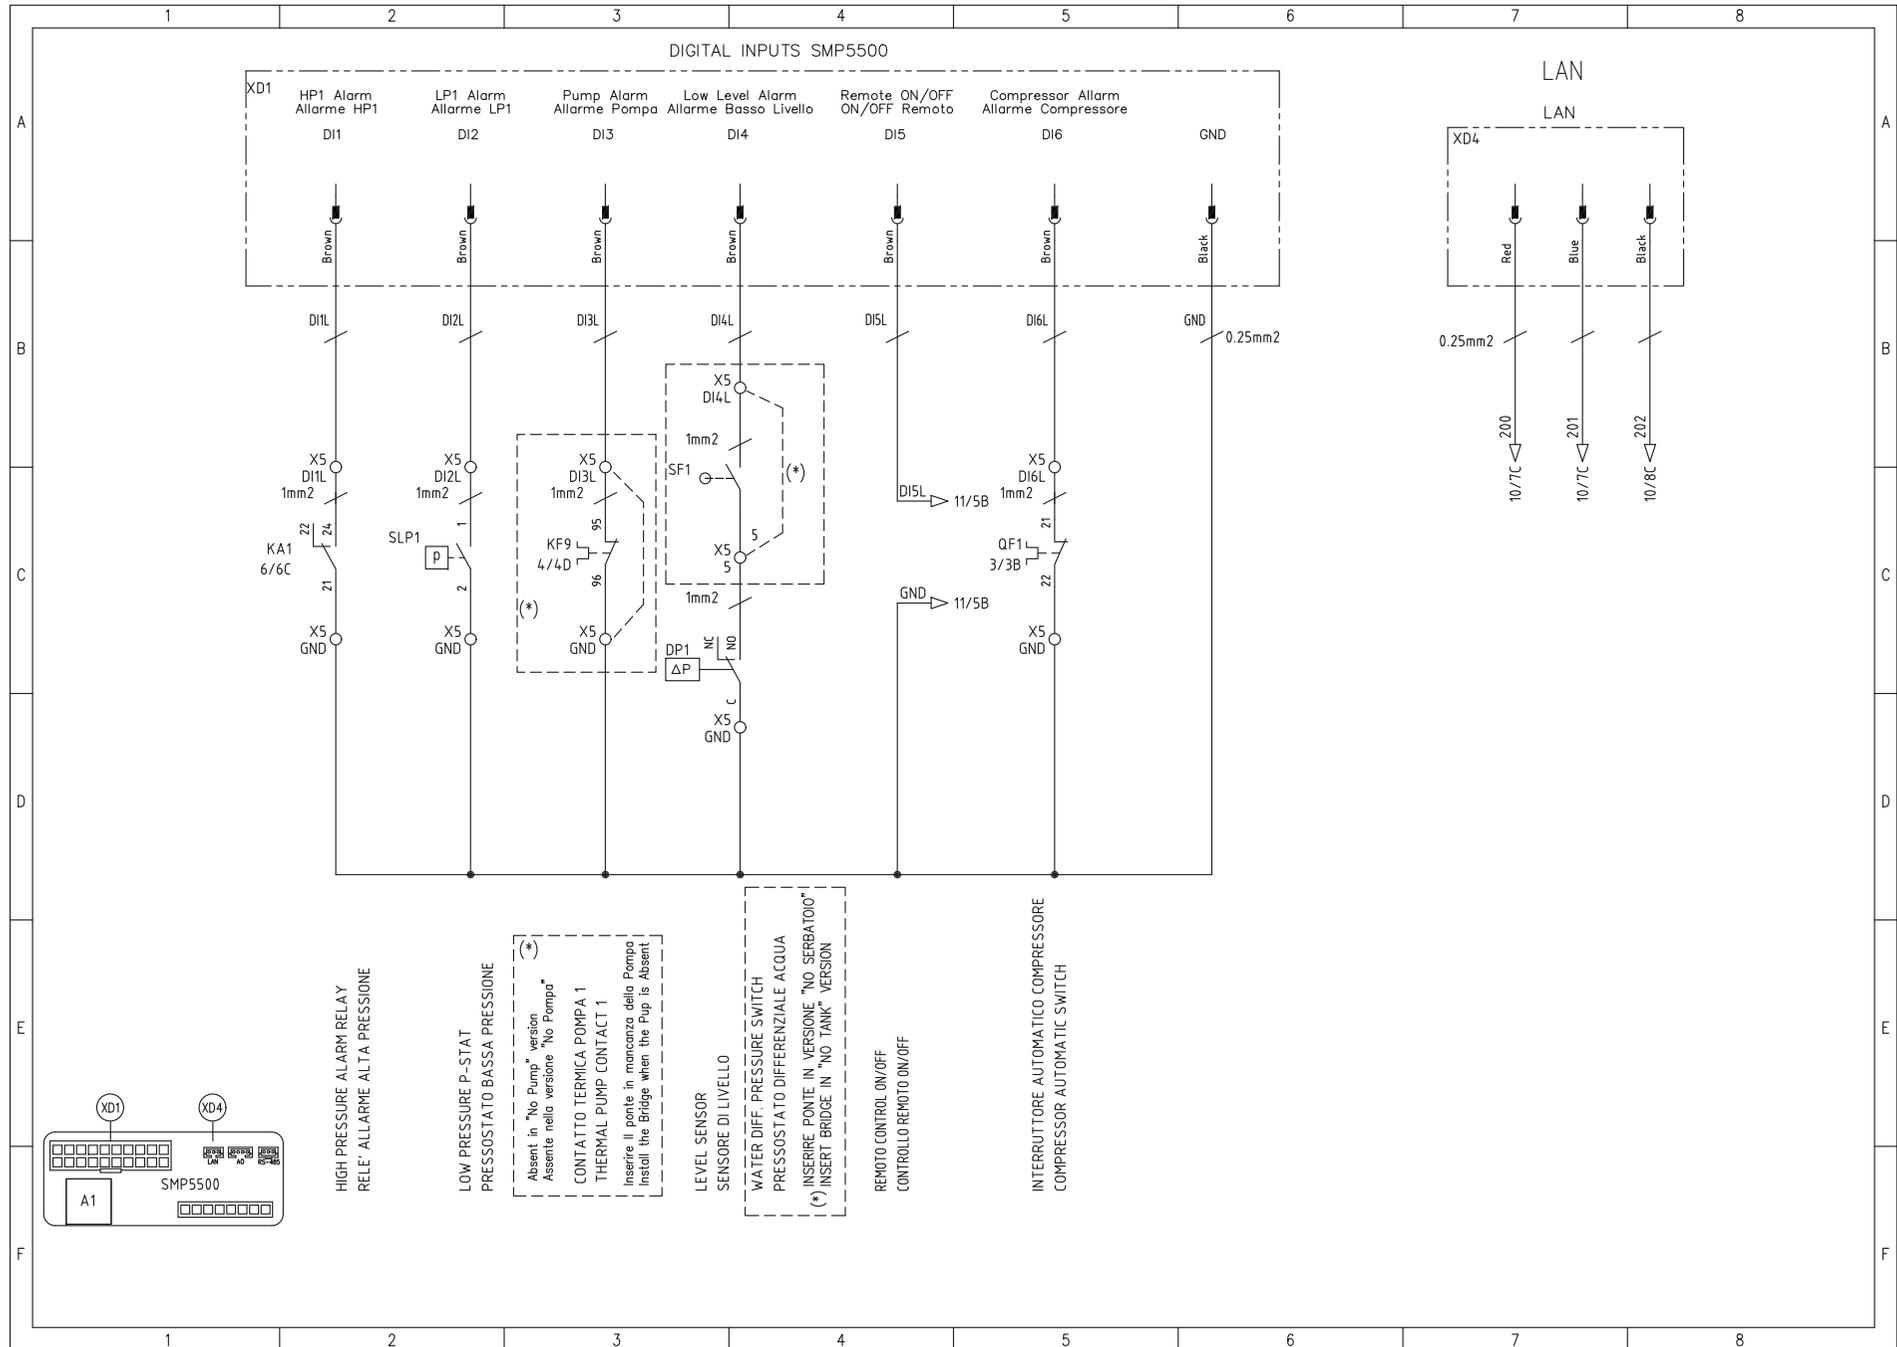 1 2 3 4 5 6 7 8
DIGITAL INPUTS SMP5500
XD1
HP1 Alarm
Allarme HP1
DI1
LP1 Alarm
Allarme LP1
DI2
Pump Alarm
Allarme Pompa
DI3
Low Level Alarm
Allarme Basso Livello
DI4
Remote ON/OFF
ON/OFF Remoto
DI5
Compressor Allarm
Allarme Compressore
DI6
GND
LAN
LAN
XD4
A
A
Brown
Brown
Brown
Brown
Brown
Brown
Black
Red
Blue
Black
B
B
DI1L
DI2L
DI3L
DI4L
DI5L
DI6L
GND
0.25mm2
0.25mm2
200
201
202
10/7C
10/7C
10/8C
X5
DI1L
1mm2
22
24
KA1
6/6C
21
X5
GND
X5
DI2L
1mm2
1
SLP1
P
2
X5
GND
X5
DI3L
1mm2
95
KF9
4/4D
96
(*)
X5
GND
X5
DI4L
1mm2
SF1
(*)
5
X5
5
1mm2
NC
NO
DP1
ΔP
C
X5
GND
DI5L
11/5B
GND
11/5B
X5
DI6L
1mm2
21
QF1
3/3B
22
X5
GND
C
C
D
D
E
E
HIGH PRESSURE ALARM RELAY
RELE' ALLARME ALTA PRESSIONE
LOW PRESSURE P-STAT
PRESSOSTATO BASSA PRESSIONE
(*)
Absent in "No Pump" version
Assente nella versione "No Pompa"
CONTATTO TERMICA POMPA 1
THERMAL PUMP CONTACT 1
Inserire Il ponte in mancanza della Pompa
Install the Bridge when the Pup is Absent
LEVEL SENSOR
SENSORE DI LIVELLO
WATER DIFF. PRESSURE SWITCH
PRESSOSTATO DIFFERENZIALE ACQUA
(*) INSERIRE PONTE IN VERSIONE "NO SERBATOIO"
INSERT BRIDGE IN "NO TANK" VERSION
REMOTO CONTROL ON/OFF
CONTROLLO REMOTO ON/OFF
INTERRUTTORE AUTOMATICO COMPRESSORE
COMPRESSOR AUTOMATIC SWITCH
XD1
XD4
LAN
AO
RS-485
SMP5500
A1
F
F
1 2 3 4 5 6 7 8